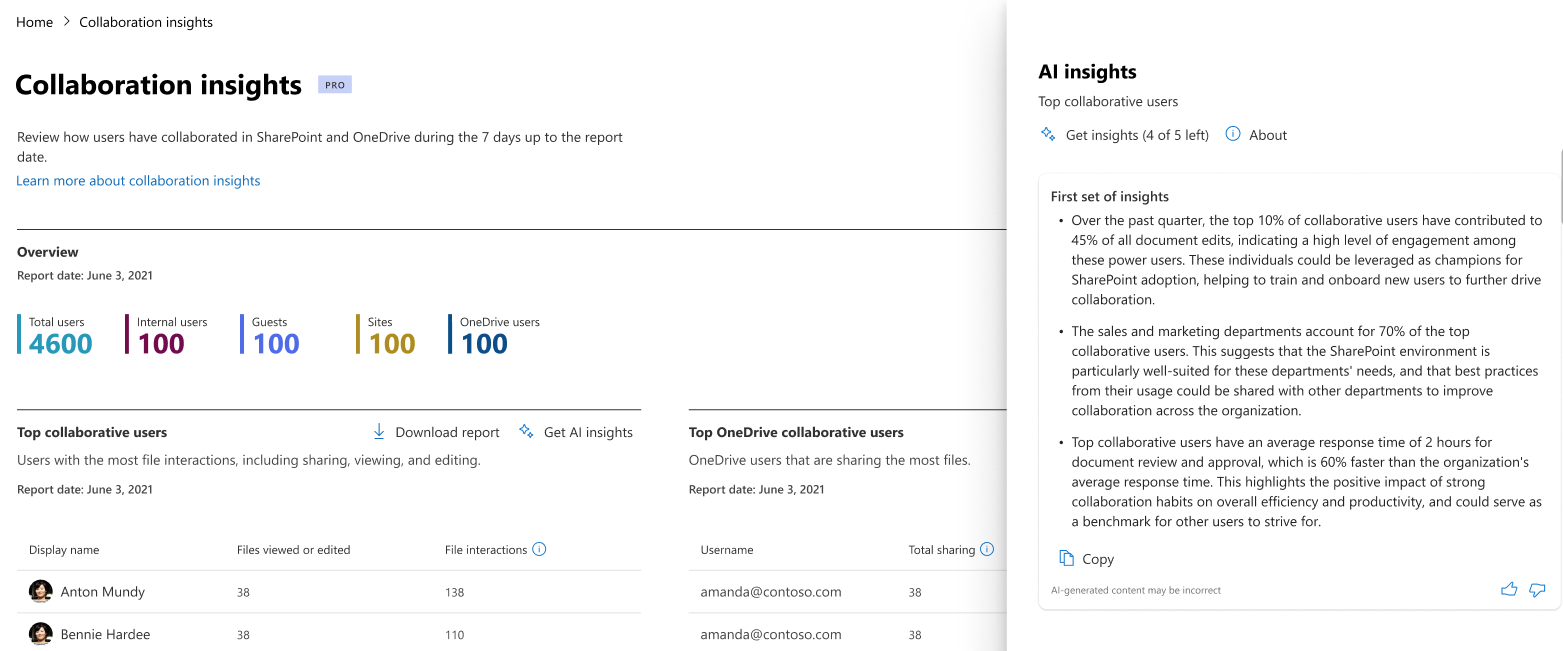 Home > Collaboration insights
Collaboration insights PRO
Review how users have collaborated in SharePoint and OneDrive during the 7 days up to the report
date.
Learn more about collaboration insights
Overview
Report date: June 3, 2021
Total users
4600
Internal users
100
Guests
100
Sites
100
OneDrive users
100
Top collaborative users
Download report
Get AI insights
Users with the most file interactions, including sharing, viewing, and editing.
Report date: June 3, 2021
Display name Files viewed or edited File interactions
Anton Mundy 38 138
Bennie Hardee 38 110
Top OneDrive collaborative users
OneDrive users that are sharing the most files.
Report date: June 3, 2021
Username Total sharing
amanda@contoso.com 38
amanda@contoso.com 38
AI insights
Top collaborative users
Get insights (4 of 5 left) About
First set of insights
• Over the past quarter, the top 10% of collaborative users have contributed to
45% of all document edits, indicating a high level of engagement among
these power users. These individuals could be leveraged as champions for
SharePoint adoption, helping to train and onboard new users to further drive
collaboration.
• The sales and marketing departments account for 70% of the top
collaborative users. This suggests that the SharePoint environment is
particularly well-suited for these departments' needs, and that best practices
from their usage could be shared with other departments to improve
collaboration across the organization.
• Top collaborative users have an average response time of 2 hours for
document review and approval, which is 60% faster than the organization's
average response time. This highlights the positive impact of strong
collaboration habits on overall efficiency and productivity, and could serve as
a benchmark for other users to strive for.
Copy
AI-generated content may be incorrect